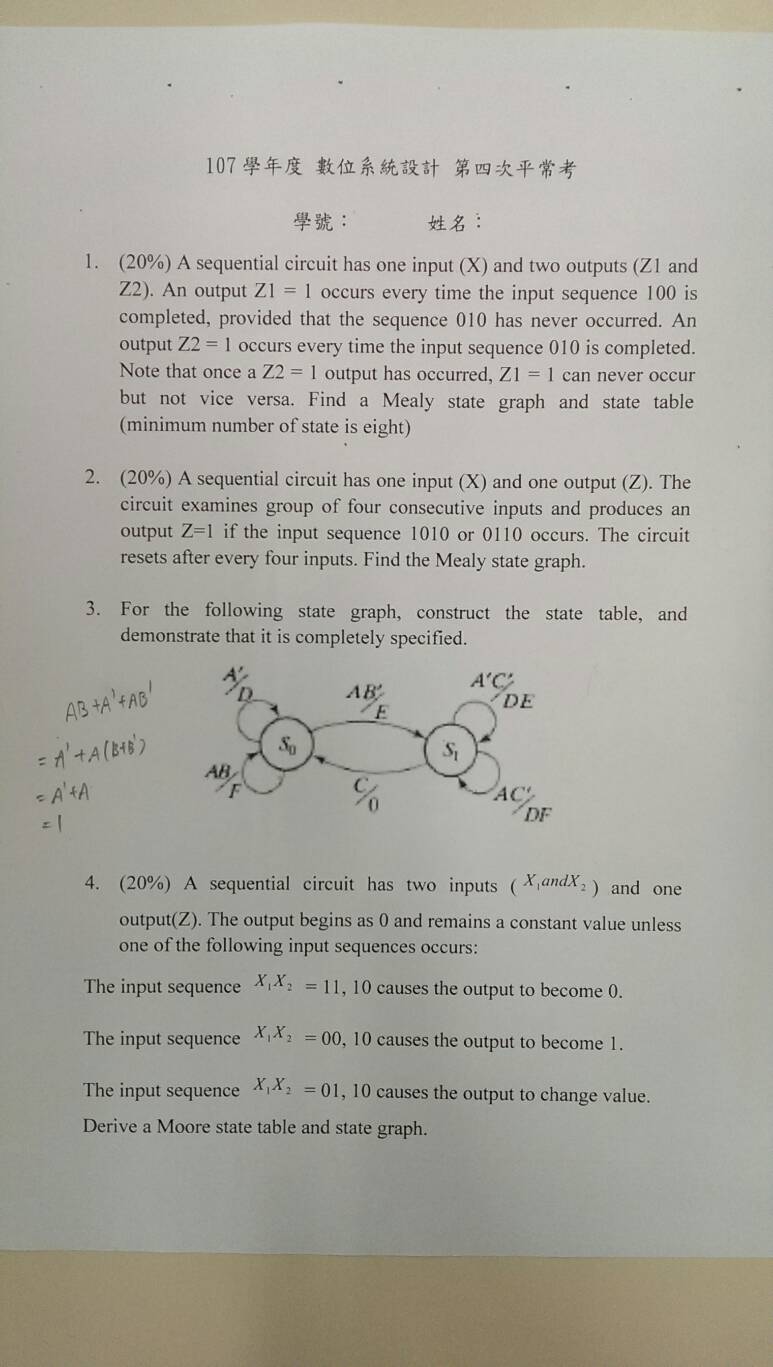 107 學年度 數位系統設計 第四次平常考
學號： 姓名：
1. (20%) A sequential circuit has one input (X) and two outputs (Z1 and
Z2). An output Z1 = 1 occurs every time the input sequence 100 is
completed, provided that the sequence 010 has never occurred. An
output Z2 = 1 occurs every time the input sequence 010 is completed.
Note that once a Z2 = 1 output has occurred, Z1 = 1 can never occur
but not vice versa. Find a Mealy state graph and state table
(minimum number of state is eight)
2. (20%) A sequential circuit has one input (X) and one output (Z). The
circuit examines group of four consecutive inputs and produces an
output Z=1 if the input sequence 1010 or 0110 occurs. The circuit
resets after every four inputs. Find the Mealy state graph.
3. For the following state graph, construct the state table, and
demonstrate that it is completely specified.
A'/D
AB'/E
A'C'/DE
S₀
S₁
AB/F
C/0
AC'/DF
AB+A'+AB'
= A'+A(B+B')
= A'+A
= 1
4. (20%) A sequential circuit has two inputs ( X₁andX₂ ) and one
output(Z). The output begins as 0 and remains a constant value unless
one of the following input sequences occurs:
The input sequence X₁X₂ = 11, 10 causes the output to become 0.
The input sequence X₁X₂ = 00, 10 causes the output to become 1.
The input sequence X₁X₂ = 01, 10 causes the output to change value.
Derive a Moore state table and state graph.